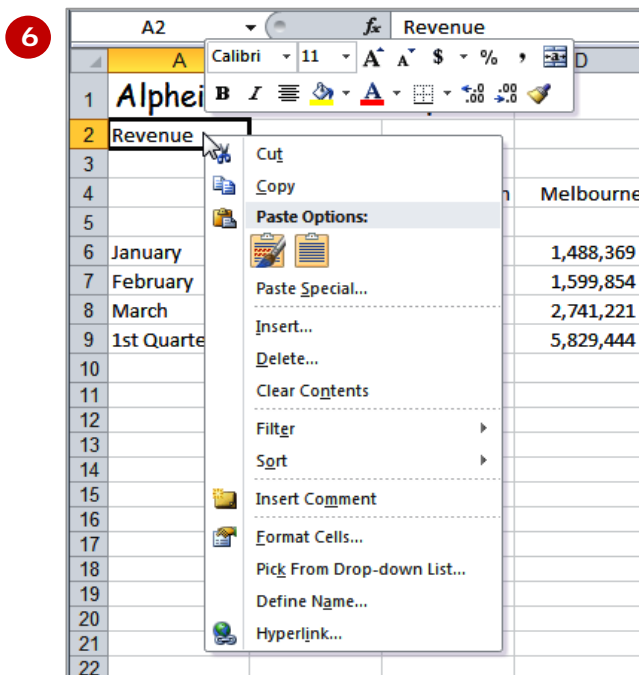 6
A2 fx Revenue
Calibri 11 A A $ % , a
A D
B I A .00 .00
1 Alphei
2 Revenue
3
Cut
Copy
4 n Melbourne
Paste Options:
5
6 January 1,488,369
7 February 1,599,854
Paste Special...
8 March 2,741,221
Insert...
9 1st Quarte 5,829,444
Delete...
10
11
Clear Contents
12
Filter
13
Sort
14
15
Insert Comment
16
17
Format Cells...
18
Pick From Drop-down List...
19
Define Name...
20
Hyperlink...
21
22